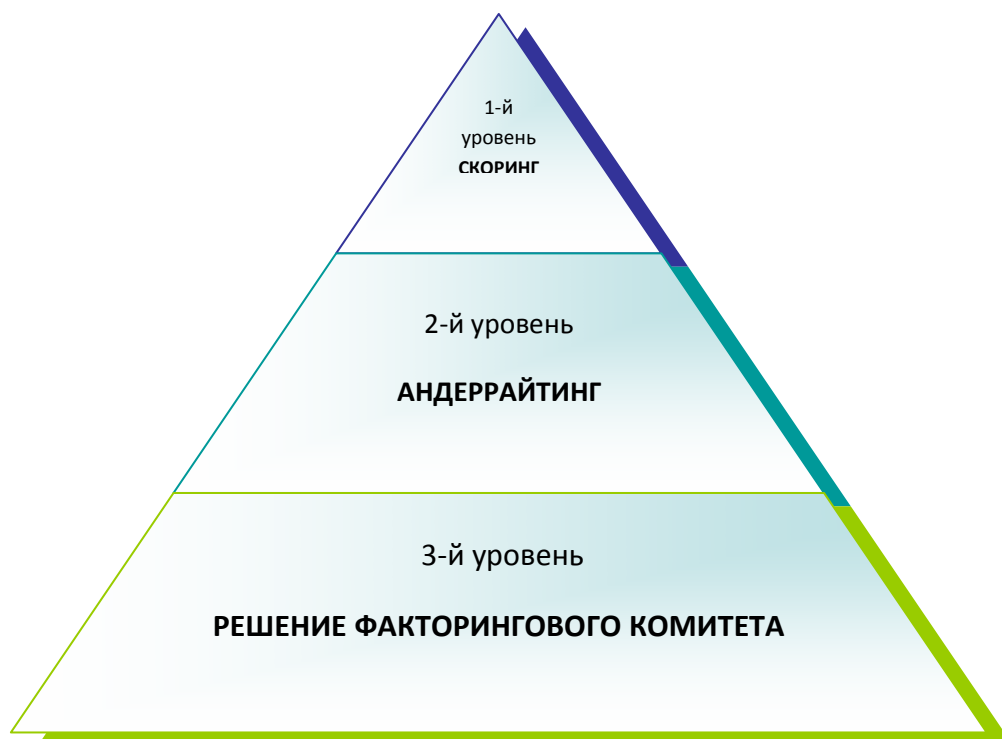 1-й
уровень
СКОРИНГ
2-й уровень
АНДЕРРАЙТИНГ
3-й уровень
РЕШЕНИЕ ФАКТОРИНГОВОГО КОМИТЕТА